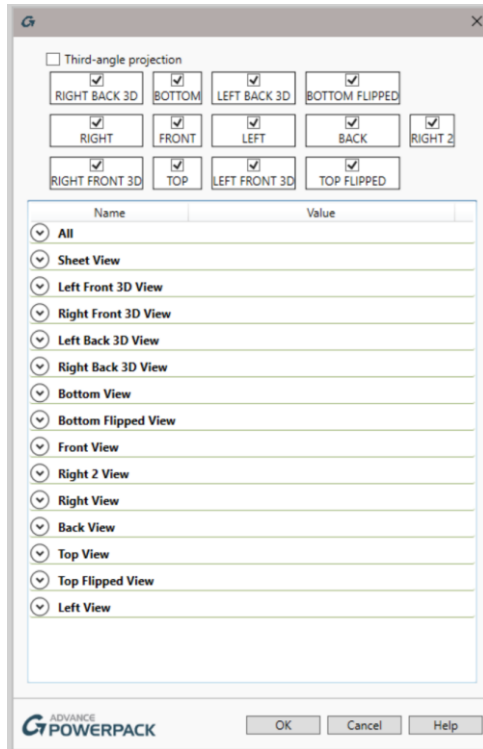 Third-angle projection
RIGHT BACK 3D BOTTOM LEFT BACK 3D BOTTOM FLIPPED
RIGHT FRONT LEFT BACK RIGHT 2
RIGHT FRONT 3D TOP LEFT FRONT 3D TOP FLIPPED
Name Value
All
Sheet View
Left Front 3D View
Right Front 3D View
Left Back 3D View
Right Back 3D View
Bottom View
Bottom Flipped View
Front View
Right 2 View
Right View
Back View
Top View
Top Flipped View
Left View
ADVANCE
POWERPACK
OK Cancel Help